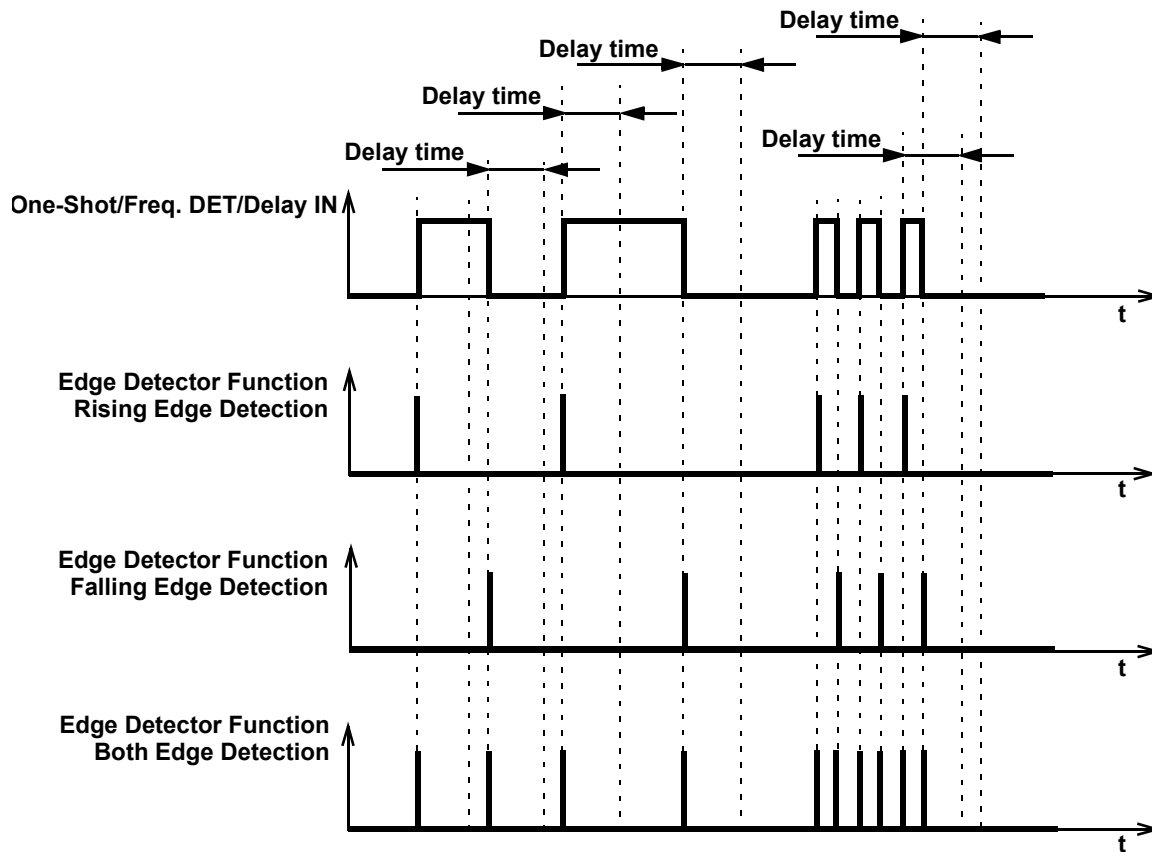 Delay time
Delay time
Delay time
Delay time
Delay time
One-Shot/Freq. DET/Delay IN
t
Edge Detector Function
Rising Edge Detection
t
Edge Detector Function
Falling Edge Detection
t
Edge Detector Function
Both Edge Detection
t